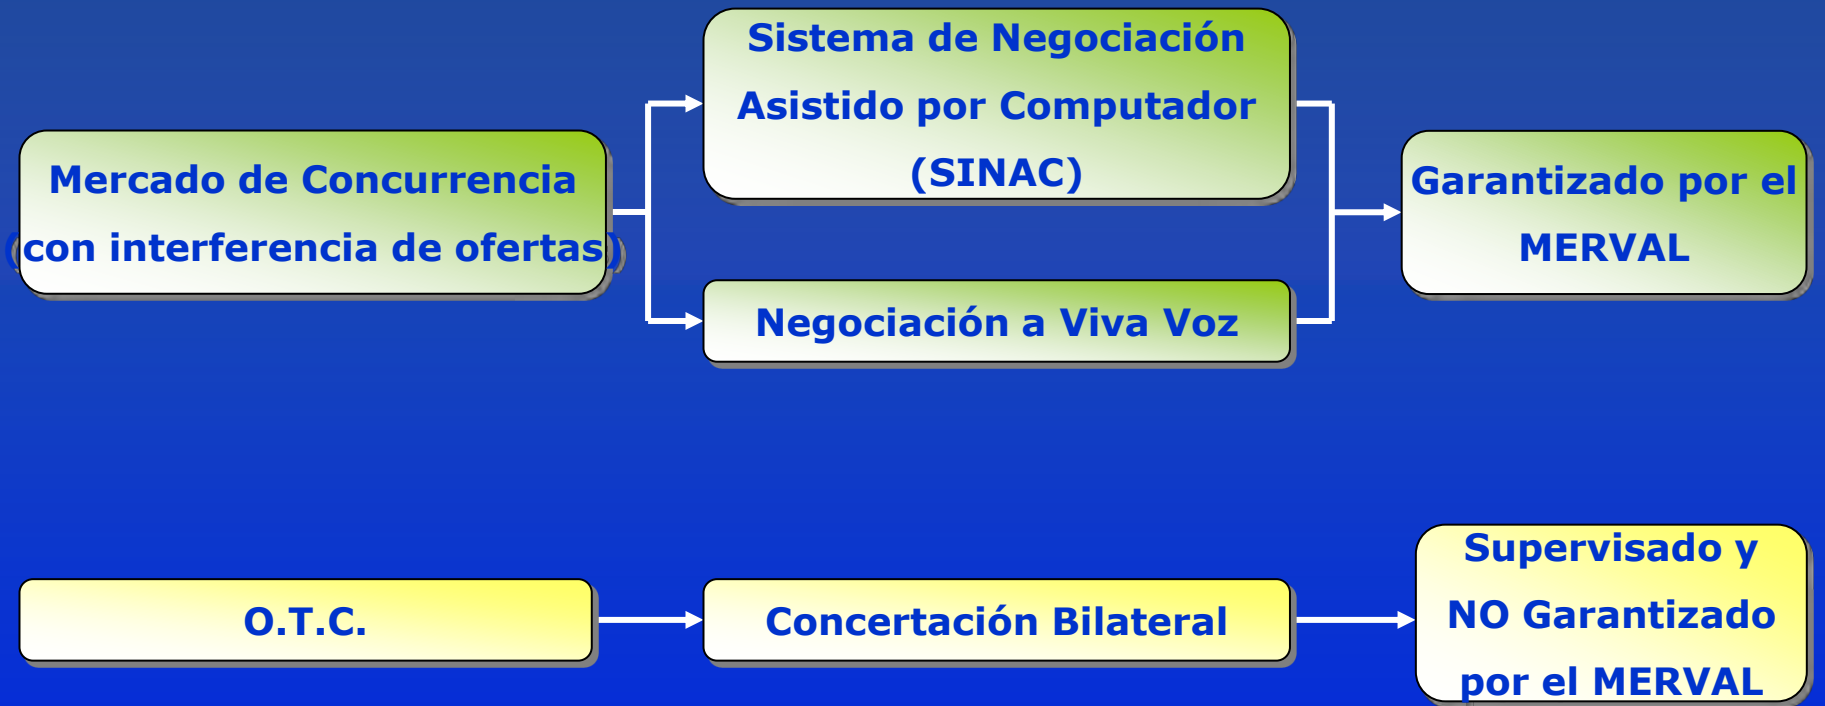 Sistema de Negociación
Asistido por Computador
(SINAC)
Mercado de Concurrencia
(con interferencia de ofertas)
Garantizado por el
MERVAL
Negociación a Viva Voz
O.T.C.
Concertación Bilateral
Supervisado y
NO Garantizado
por el MERVAL